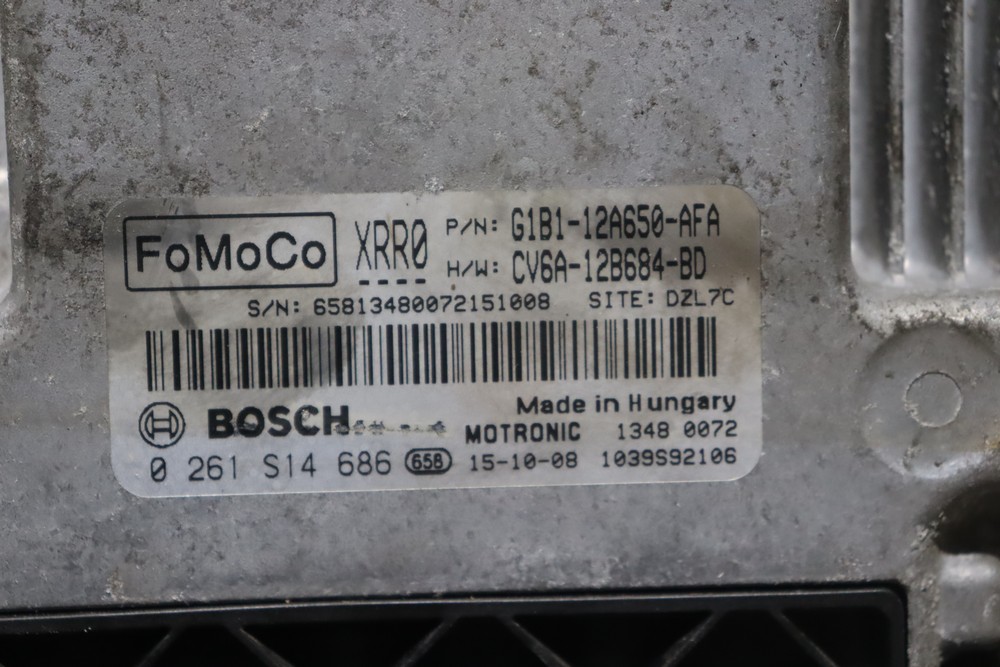 FoMoCo XRR0 P/N: G1B1-12A650-AFA
H/W: CV6A-12B684-BD
S/N: 65813480072151008 SITE: DZL7C
BOSCH Made in Hungary
MOTRONIC 1348 0072
0 261 S14 686 658 15-10-08 1039S92106